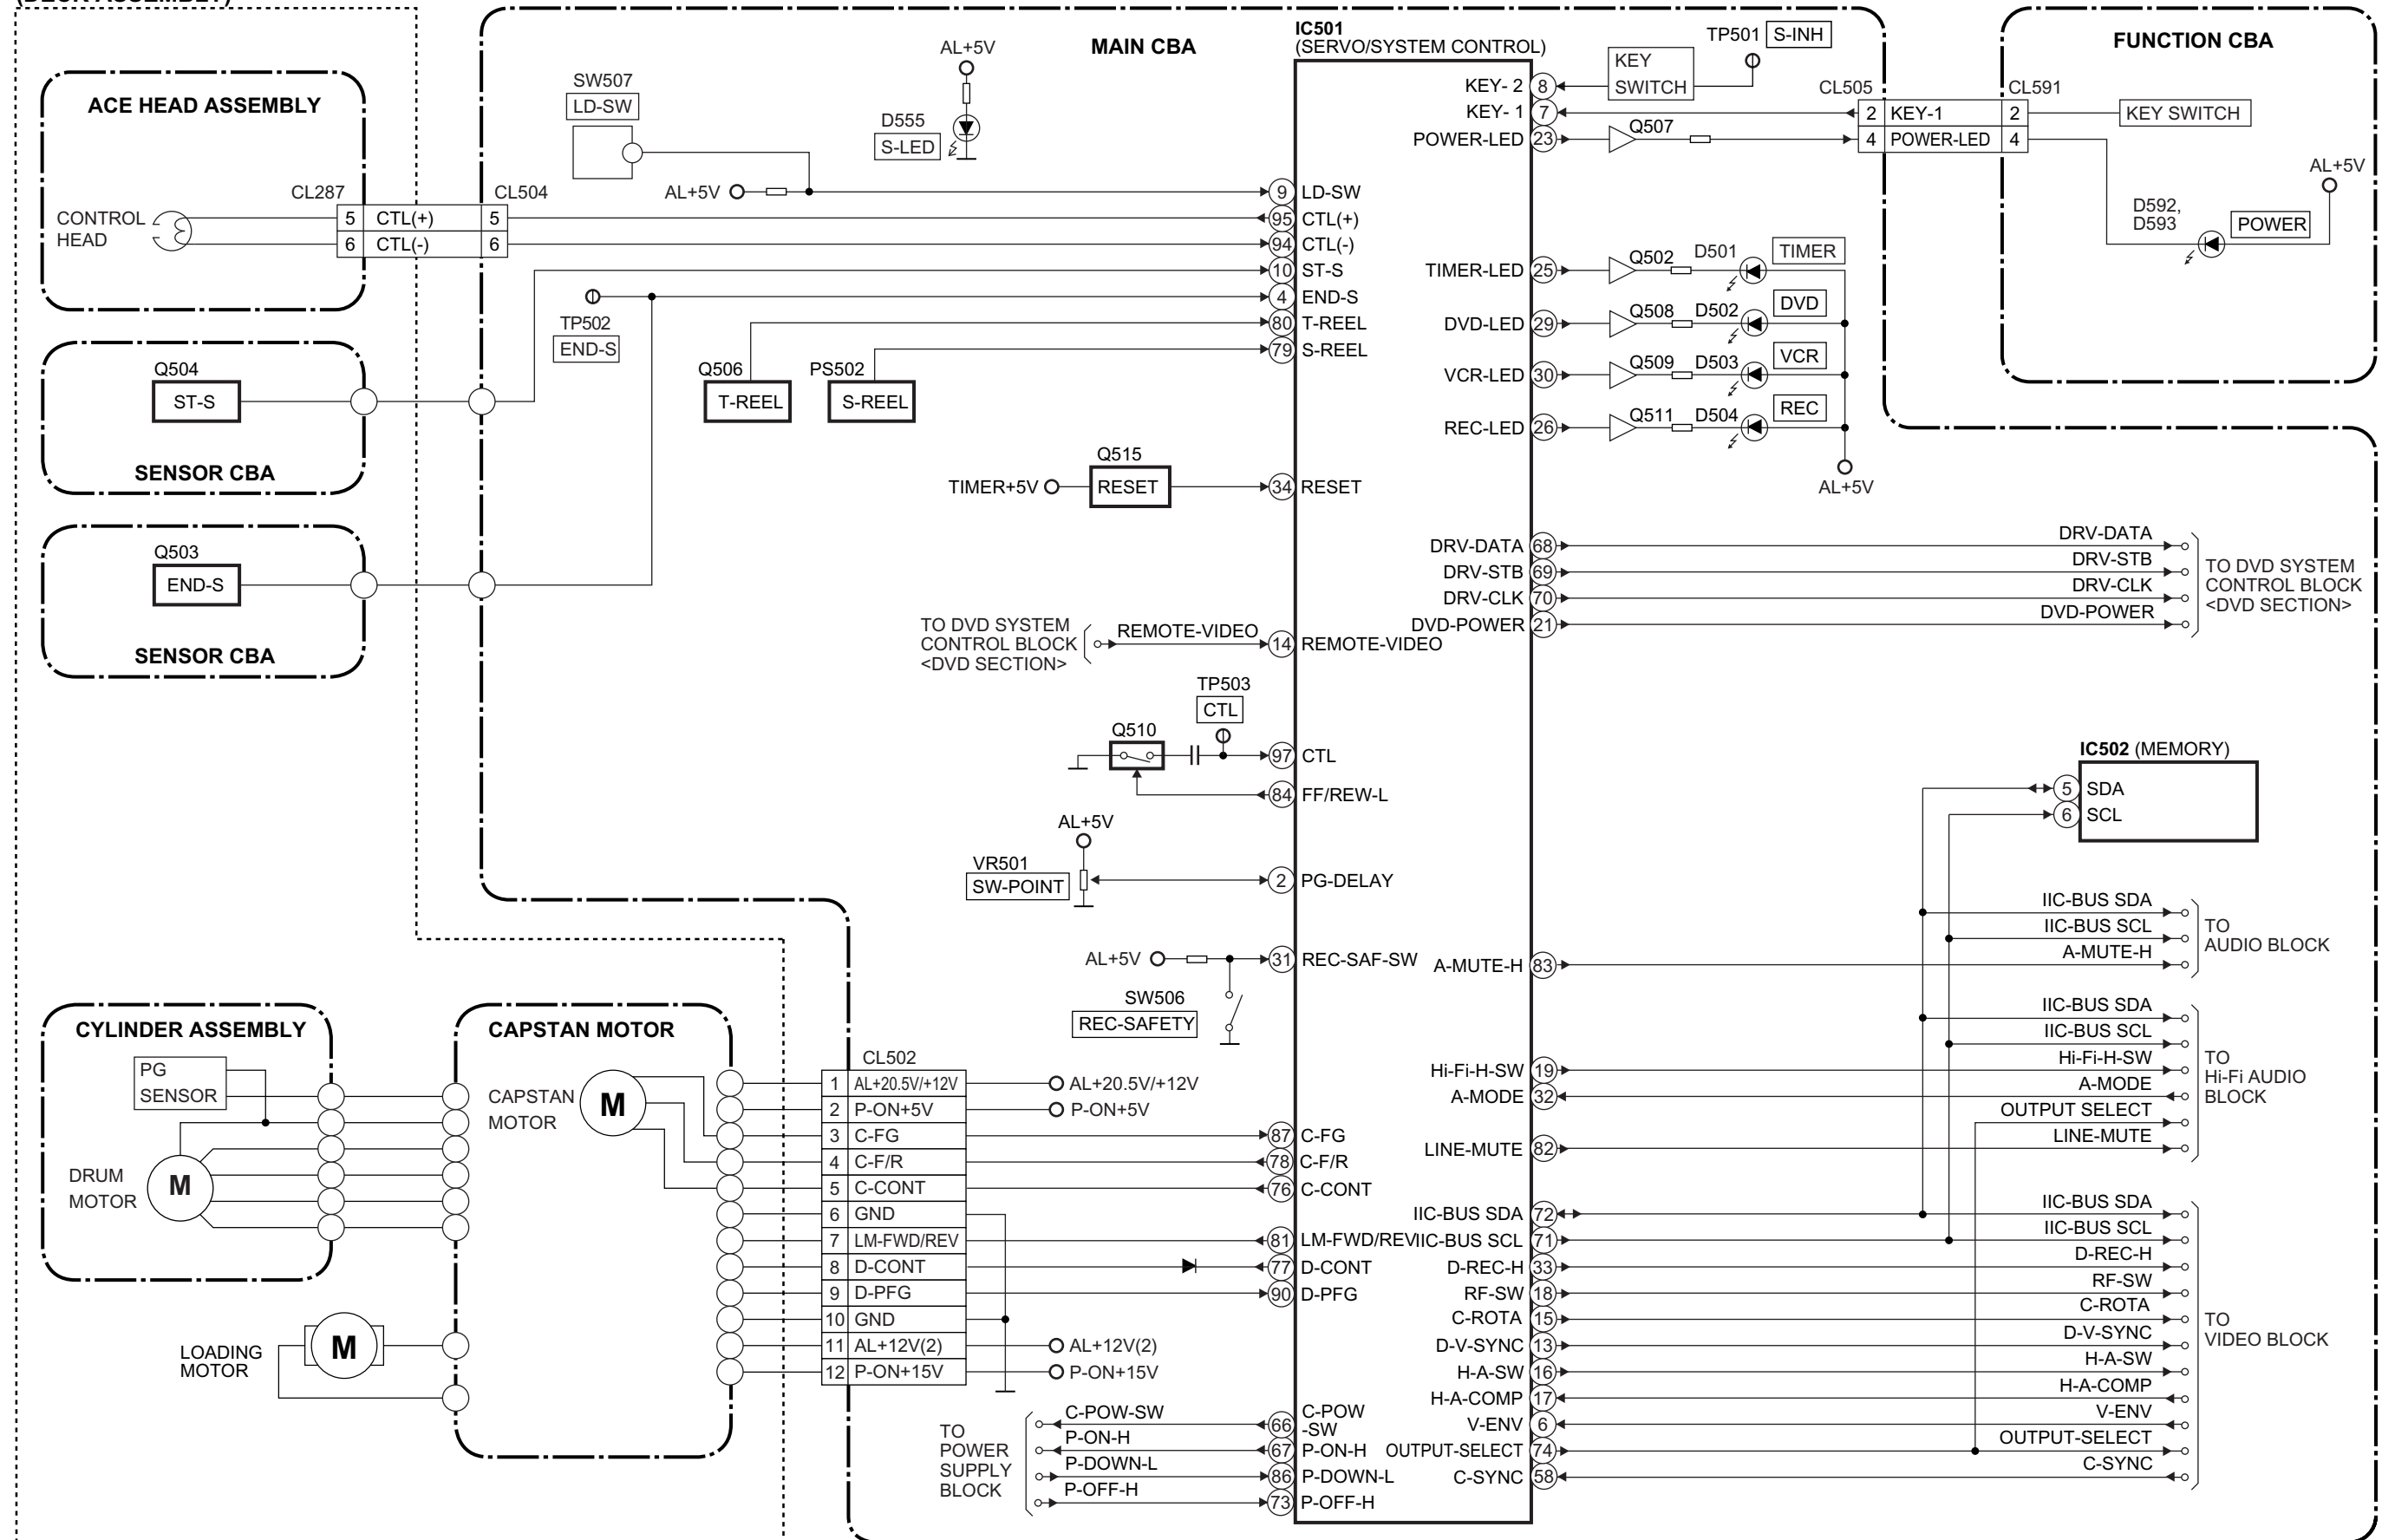 (DECK ASSEMBLY)
ACE HEAD ASSEMBLY
CONTROL
HEAD
CL287
CL504
5 CTL(+) 5
6 CTL(-) 6
Q504
ST-S
SENSOR CBA
Q503
END-S
SENSOR CBA
CYLINDER ASSEMBLY
PG
SENSOR
DRUM
MOTOR
M
LOADING
MOTOR
M
CAPSTAN MOTOR
CAPSTAN
MOTOR
M
MAIN CBA
SW507
LD-SW
AL+5V
D555
S-LED
AL+5V
TP502
END-S
Q506
T-REEL
PS502
S-REEL
Q515
TIMER+5V
RESET
TO DVD SYSTEM
CONTROL BLOCK
<DVD SECTION>
REMOTE-VIDEO
TP503
CTL
Q510
AL+5V
VR501
SW-POINT
AL+5V
SW506
REC-SAFETY
CL502
1 AL+20.5V/+12V
AL+20.5V/+12V
2 P-ON+5V
P-ON+5V
3 C-FG
4 C-F/R
5 C-CONT
6 GND
7 LM-FWD/REV
8 D-CONT
9 D-PFG
10 GND
11 AL+12V(2)
AL+12V(2)
12 P-ON+15V
P-ON+15V
TO
POWER
SUPPLY
BLOCK
C-POW-SW
P-ON-H
P-DOWN-L
P-OFF-H
IC501
(SERVO/SYSTEM CONTROL)
9 LD-SW
95 CTL(+)
94 CTL(-)
10 ST-S
4 END-S
80 T-REEL
79 S-REEL
34 RESET
14 REMOTE-VIDEO
97 CTL
84 FF/REW-L
2 PG-DELAY
31 REC-SAF-SW
87 C-FG
78 C-F/R
76 C-CONT
81 LM-FWD/REV
77 D-CONT
90 D-PFG
66 C-POW
-SW
67 P-ON-H
86 P-DOWN-L
73 P-OFF-H
KEY- 2 8
KEY- 1 7
POWER-LED 23
TIMER-LED 25
DVD-LED 29
VCR-LED 30
REC-LED 26
DRV-DATA 68
DRV-STB 69
DRV-CLK 70
DVD-POWER 21
A-MUTE-H 83
Hi-Fi-H-SW 19
A-MODE 32
LINE-MUTE 82
IIC-BUS SDA 72
IIC-BUS SCL 71
D-REC-H 33
RF-SW 18
C-ROTA 15
D-V-SYNC 13
H-A-SW 16
H-A-COMP 17
V-ENV 6
OUTPUT-SELECT 74
C-SYNC 58
KEY
SWITCH
TP501 S-INH
Q507
CL505
CL591
2 KEY-1 2
4 POWER-LED 4
FUNCTION CBA
KEY SWITCH
AL+5V
D592,
D593
POWER
Q502 D501 TIMER
Q508 D502 DVD
Q509 D503 VCR
Q511 D504 REC
AL+5V
DRV-DATA
DRV-STB
DRV-CLK
DVD-POWER
TO DVD SYSTEM
CONTROL BLOCK
<DVD SECTION>
IC502 (MEMORY)
5 SDA
6 SCL
IIC-BUS SDA
IIC-BUS SCL
A-MUTE-H
TO
AUDIO BLOCK
IIC-BUS SDA
IIC-BUS SCL
Hi-Fi-H-SW
A-MODE
OUTPUT SELECT
LINE-MUTE
TO
Hi-Fi AUDIO
BLOCK
IIC-BUS SDA
IIC-BUS SCL
D-REC-H
RF-SW
C-ROTA
D-V-SYNC
H-A-SW
H-A-COMP
V-ENV
OUTPUT-SELECT
C-SYNC
TO
VIDEO BLOCK